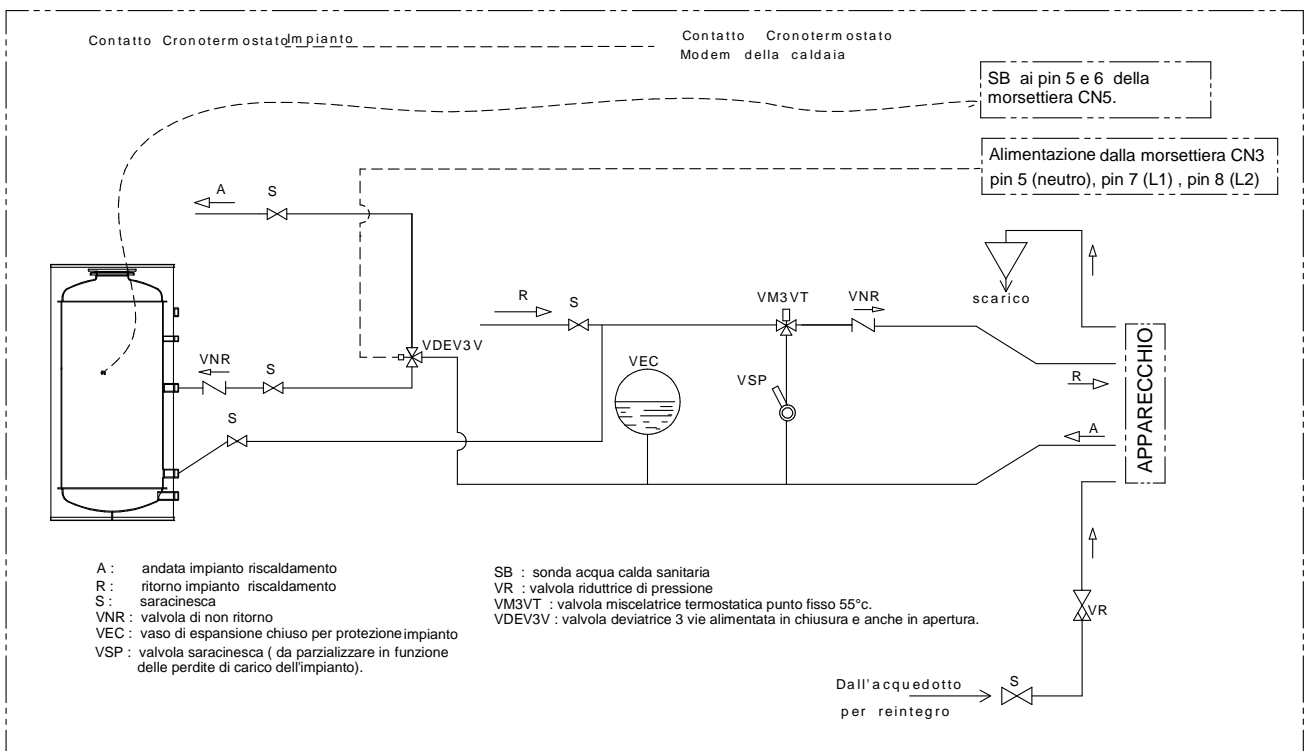 Contatto Cronotermostato Impianto
Contatto Cronotermostato
Modem della caldaia
SB ai pin 5 e 6 della
morsettiera CN5.
Alimentazione dalla morsettiera CN3
pin 5 (neutro), pin 7 (L1) , pin 8 (L2)
A
S
scarico
R
S
VM3VT
VNR
VDEV3V
VNR
S
VEC
VSP
R
S
A
APPARECCHIO
A : andata impianto riscaldamento
R : ritorno impianto riscaldamento
S : saracinesca
VNR : valvola di non ritorno
VEC : vaso di espansione chiuso per protezione impianto
VSP : valvola saracinesca ( da parzializzare in funzione
delle perdite di carico dell'impianto).
SB : sonda acqua calda sanitaria
VR : valvola riduttrice di pressione
VM3VT : valvola miscelatrice termostatica punto fisso 55°c.
VDEV3V : valvola deviatrice 3 vie alimentata in chiusura e anche in apertura.
VR
Dall'acquedotto
per reintegro
S